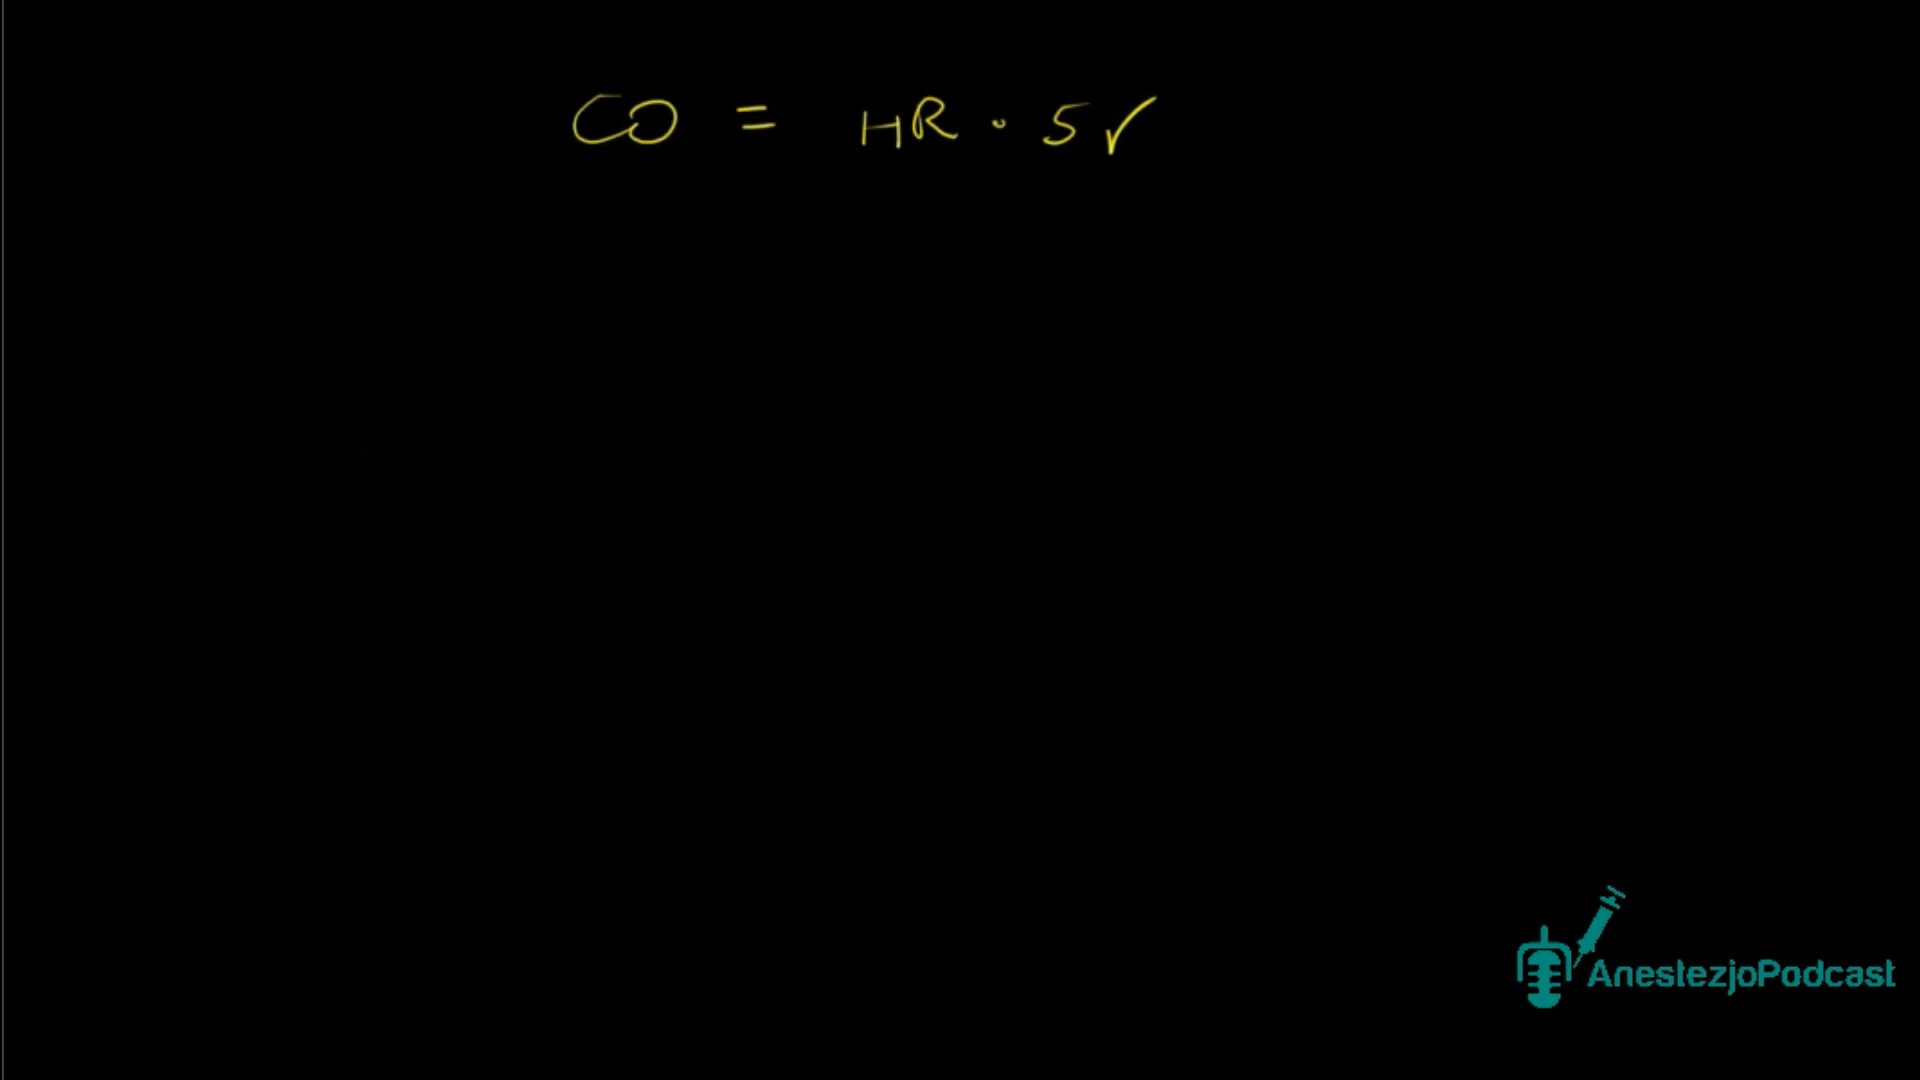 CO = HR · SV
AnestezjoPodcast